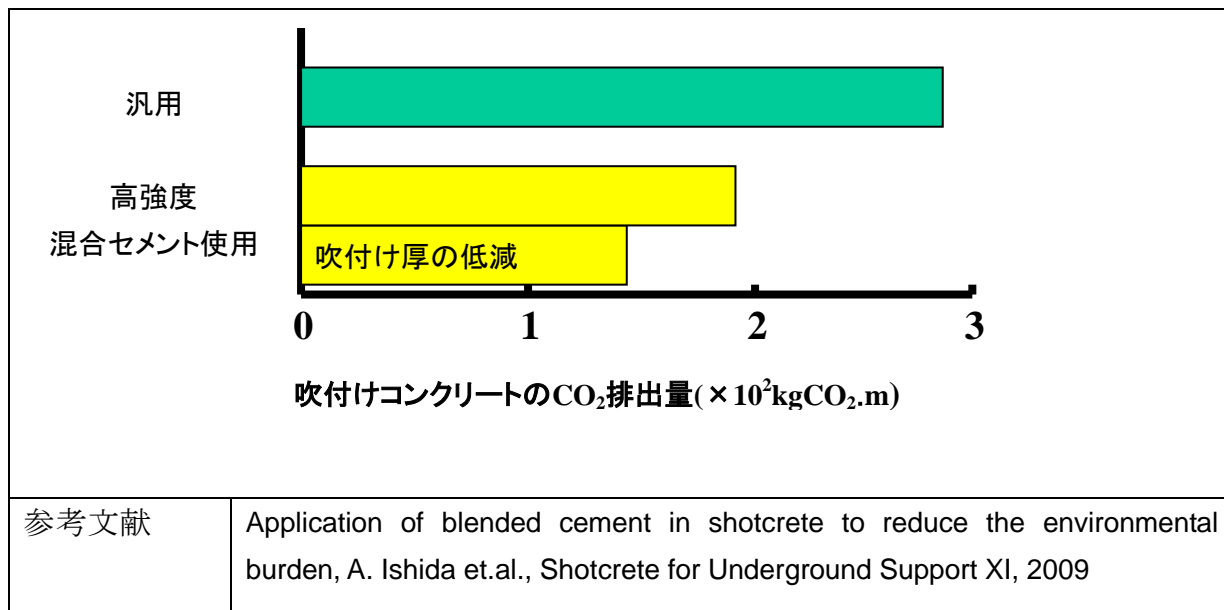 汎用
高強度
混合セメント使用
吹付け厚の低減
0 1 2 3
吹付けコンクリートのCO₂排出量(×10²kgCO₂.m)
参考文献
Application of blended cement in shotcrete to reduce the environmental
burden, A. Ishida et.al., Shotcrete for Underground Support XI, 2009